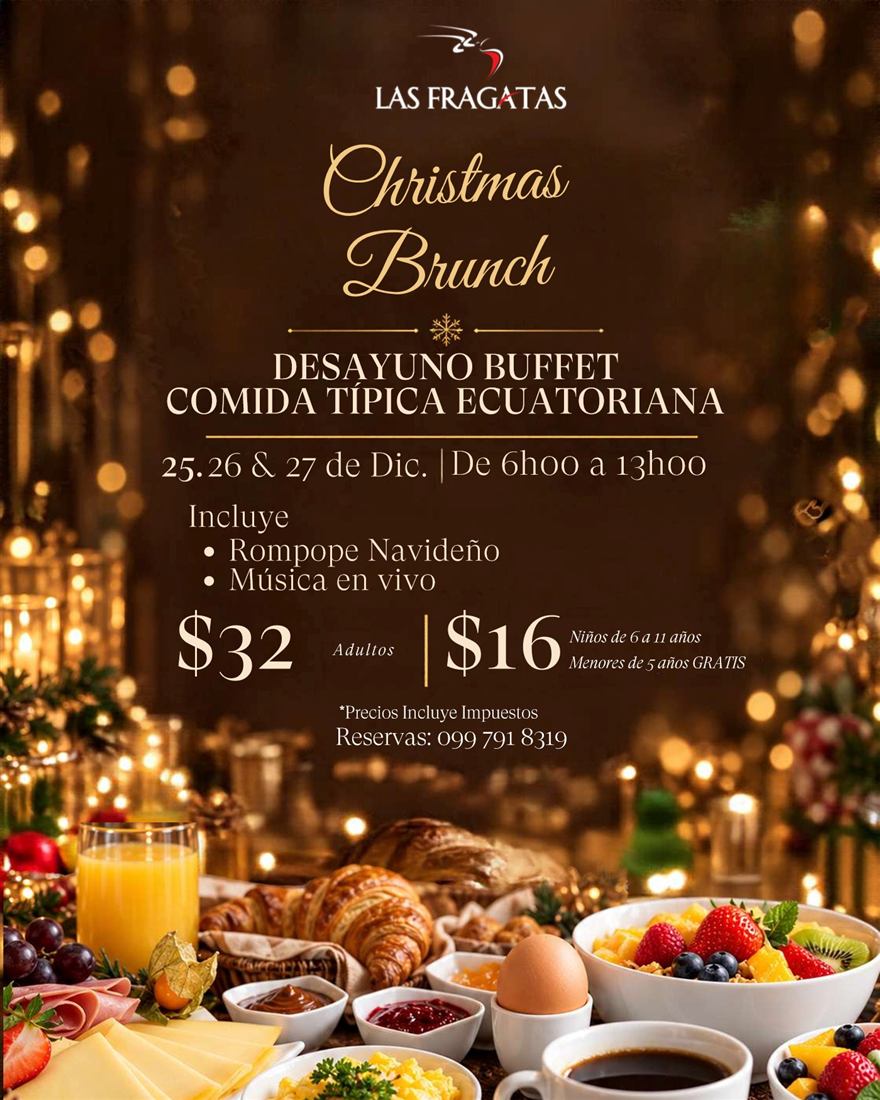 LAS FRAGATAS
Christmas
Brunch
DESAYUNO BUFFET
COMIDA TÍPICA ECUATORIANA
25. 26 & 27 de Dic. | De 6h00 a 13h00
Incluye
• Rompope Navideño
• Música en vivo
$32 Adultos
$16 Niños de 6 a 11 años
Menores de 5 años GRATIS
*Precios Incluye Impuestos
Reservas: 099 791 8319